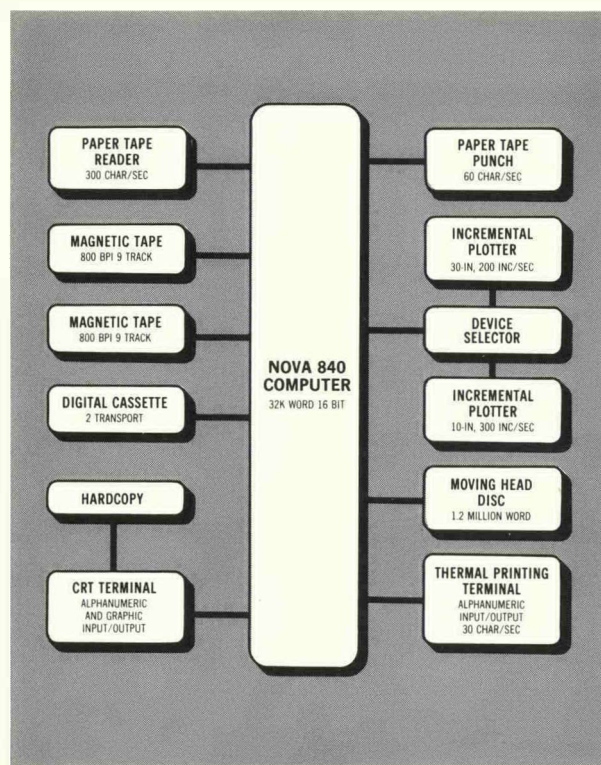 PAPER TAPE
READER
300 CHAR/SEC
MAGNETIC TAPE
800 BPI 9 TRACK
MAGNETIC TAPE
800 BPI 9 TRACK
DIGITAL CASSETTE
2 TRANSPORT
HARDCOPY
CRT TERMINAL
ALPHANUMERIC
AND GRAPHIC
INPUT/OUTPUT
NOVA 840
COMPUTER
32K WORD 16 BIT
PAPER TAPE
PUNCH
60 CHAR/SEC
INCREMENTAL
PLOTTER
30-IN, 200 INC/SEC
DEVICE
SELECTOR
INCREMENTAL
PLOTTER
10-IN, 300 INC/SEC
MOVING HEAD
DISC
1.2 MILLION WORD
THERMAL PRINTING
TERMINAL
ALPHANUMERIC
INPUT/OUTPUT
30 CHAR/SEC